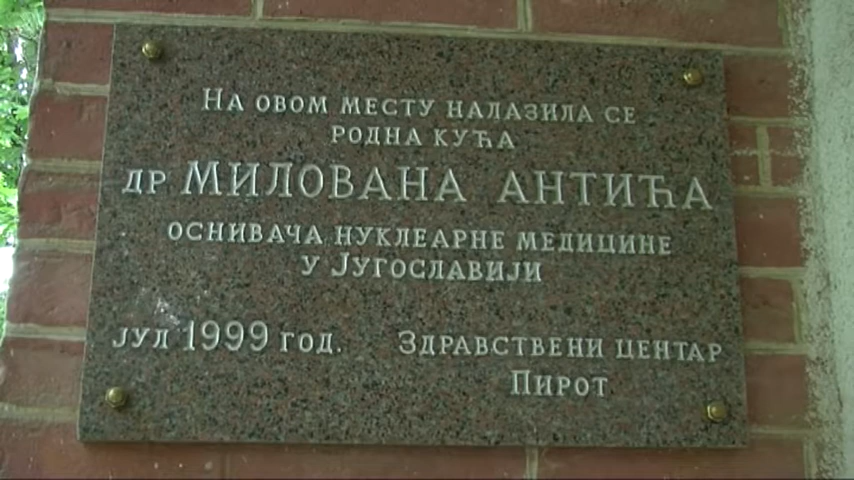 На овом месту налазила се
родна кућа
др Милована Антића
оснивача нуклеарне медицине
у Југославији
јул 1999 год. Здравствени центар
Пирот